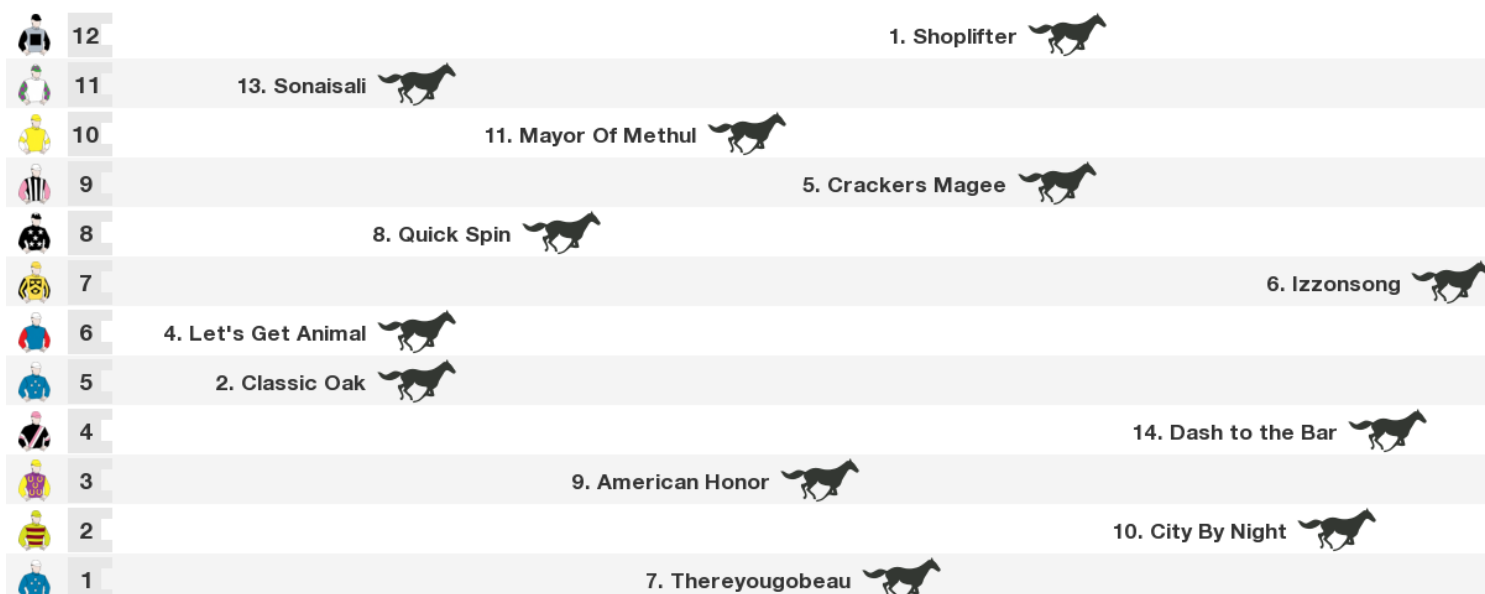 12 1. Shoplifter
11 13. Sonaisali
10 11. Mayor Of Methul
9 5. Crackers Magee
8 8. Quick Spin
7 6. Izzonsong
6 4. Let's Get Animal
5 2. Classic Oak
4 14. Dash to the Bar
3 9. American Honor
2 10. City By Night
1 7. Thereyougobeau